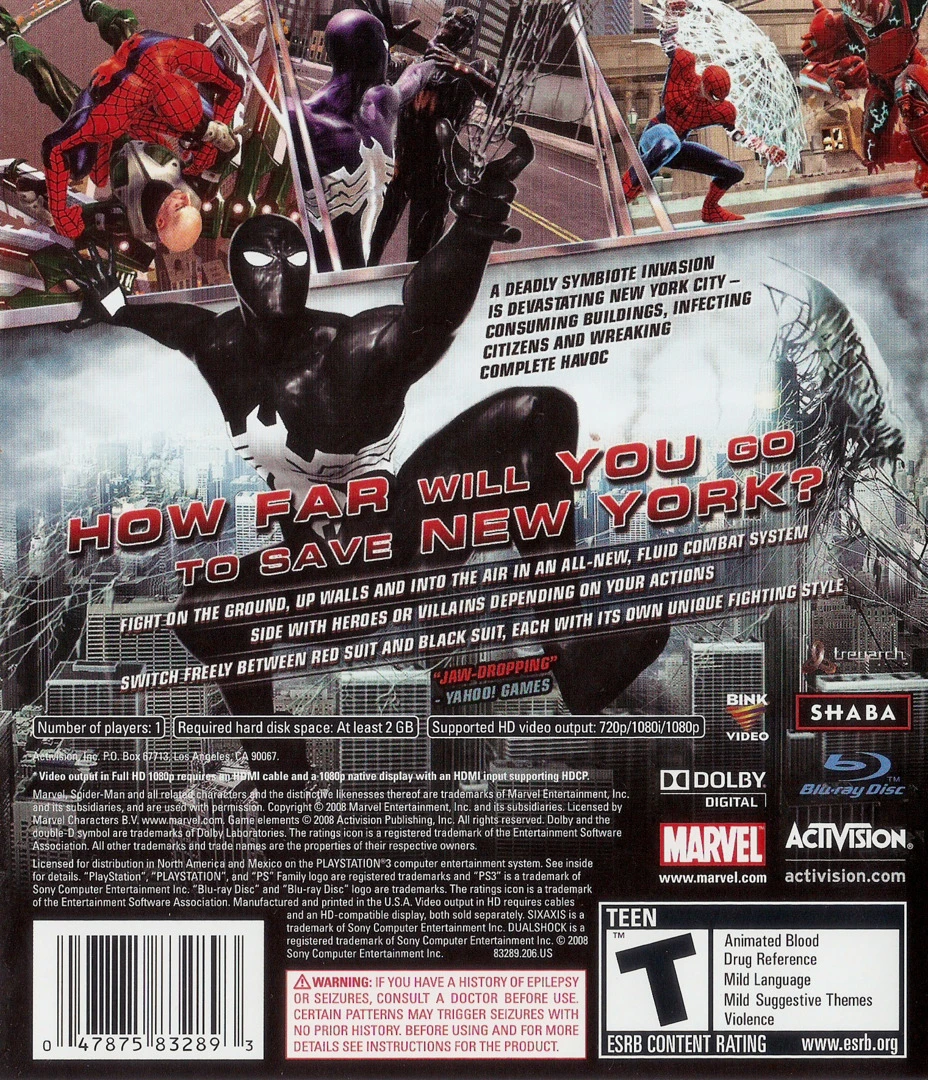 A DEADLY SYMBIOTE INVASION
IS DEVASTATING NEW YORK CITY –
CONSUMING BUILDINGS, INFECTING
CITIZENS AND WREAKING
COMPLETE HAVOC
HOW FAR WILL YOU GO
TO SAVE NEW YORK?
FIGHT ON THE GROUND, UP WALLS AND INTO THE AIR IN AN ALL-NEW, FLUID COMBAT SYSTEM
SIDE WITH HEROES OR VILLAINS DEPENDING ON YOUR ACTIONS
SWITCH FREELY BETWEEN RED SUIT AND BLACK SUIT, EACH WITH ITS OWN UNIQUE FIGHTING STYLE
"JAW-DROPPING"
- YAHOO! GAMES
treyarch
BINK
VIDEO
SHABA
Number of players: 1
Required hard disk space: At least 2 GB
Supported HD video output: 720p/1080i/1080p
Activision, Inc. P.O. Box 67713, Los Angeles, CA 90067.
* Video output in Full HD 1080p requires an HDMI cable and a 1080p native display with an HDMI input supporting HDCP.
Marvel, Spider-Man and all related characters and the distinctive likenesses thereof are trademarks of Marvel Entertainment, Inc.
and its subsidiaries, and are used with permission. Copyright © 2008 Marvel Entertainment, Inc. and its subsidiaries. Licensed by
Marvel Characters B.V. www.marvel.com. Game elements © 2008 Activision Publishing, Inc. All rights reserved. Dolby and the
double-D symbol are trademarks of Dolby Laboratories. The ratings icon is a registered trademark of the Entertainment Software
Association. All other trademarks and trade names are the properties of their respective owners.
Licensed for distribution in North America and Mexico on the PLAYSTATION®3 computer entertainment system. See inside
for details. "PlayStation", "PLAYSTATION", and "PS" Family logo are registered trademarks and "PS3" is a trademark of
Sony Computer Entertainment Inc. "Blu-ray Disc" and "Blu-ray Disc" logo are trademarks. The ratings icon is a trademark
of the Entertainment Software Association. Manufactured and printed in the U.S.A. Video output in HD requires cables
and an HD-compatible display, both sold separately. SIXAXIS is a
trademark of Sony Computer Entertainment Inc. DUALSHOCK is a
registered trademark of Sony Computer Entertainment Inc. © 2008
Sony Computer Entertainment Inc. 83289.206.US
DOLBY
DIGITAL
Blu-ray Disc™
MARVEL
www.marvel.com
ACTIVISION®
activision.com
0 47875 83289 3
WARNING: IF YOU HAVE A HISTORY OF EPILEPSY
OR SEIZURES, CONSULT A DOCTOR BEFORE USE.
CERTAIN PATTERNS MAY TRIGGER SEIZURES WITH
NO PRIOR HISTORY. BEFORE USING AND FOR MORE
DETAILS SEE INSTRUCTIONS FOR THE PRODUCT.
TEEN
T™
Animated Blood
Drug Reference
Mild Language
Mild Suggestive Themes
Violence
ESRB CONTENT RATING www.esrb.org